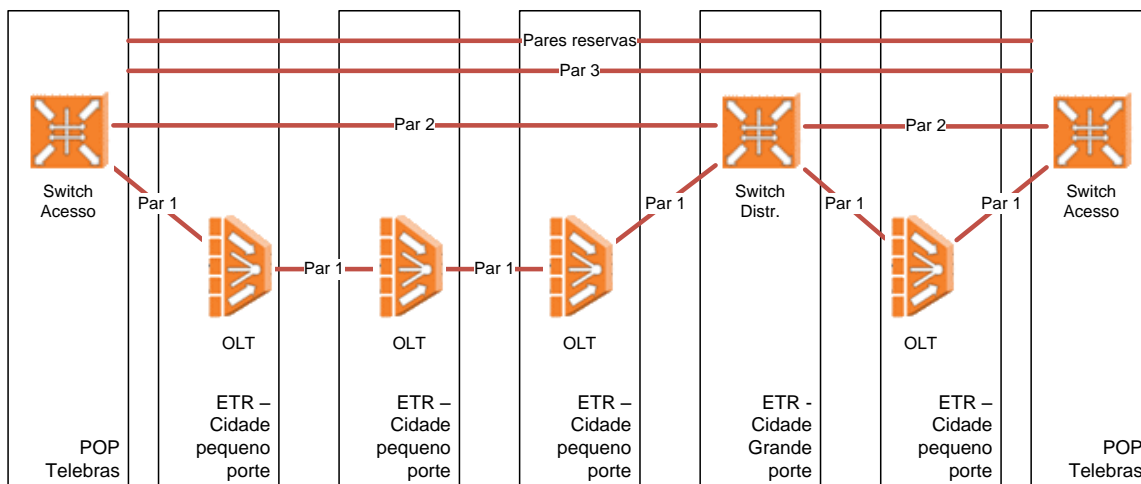 Pares reservas
Par 3
Par 2
Par 2
Switch
Acesso
Switch
Distr.
Switch
Acesso
Par 1
Par 1
Par 1
Par 1
Par 1
Par 1
OLT
OLT
OLT
OLT
POP
Telebras
ETR –
Cidade
pequeno
porte
ETR –
Cidade
pequeno
porte
ETR –
Cidade
pequeno
porte
ETR -
Cidade
Grande
porte
ETR –
Cidade
pequeno
porte
POP
Telebras